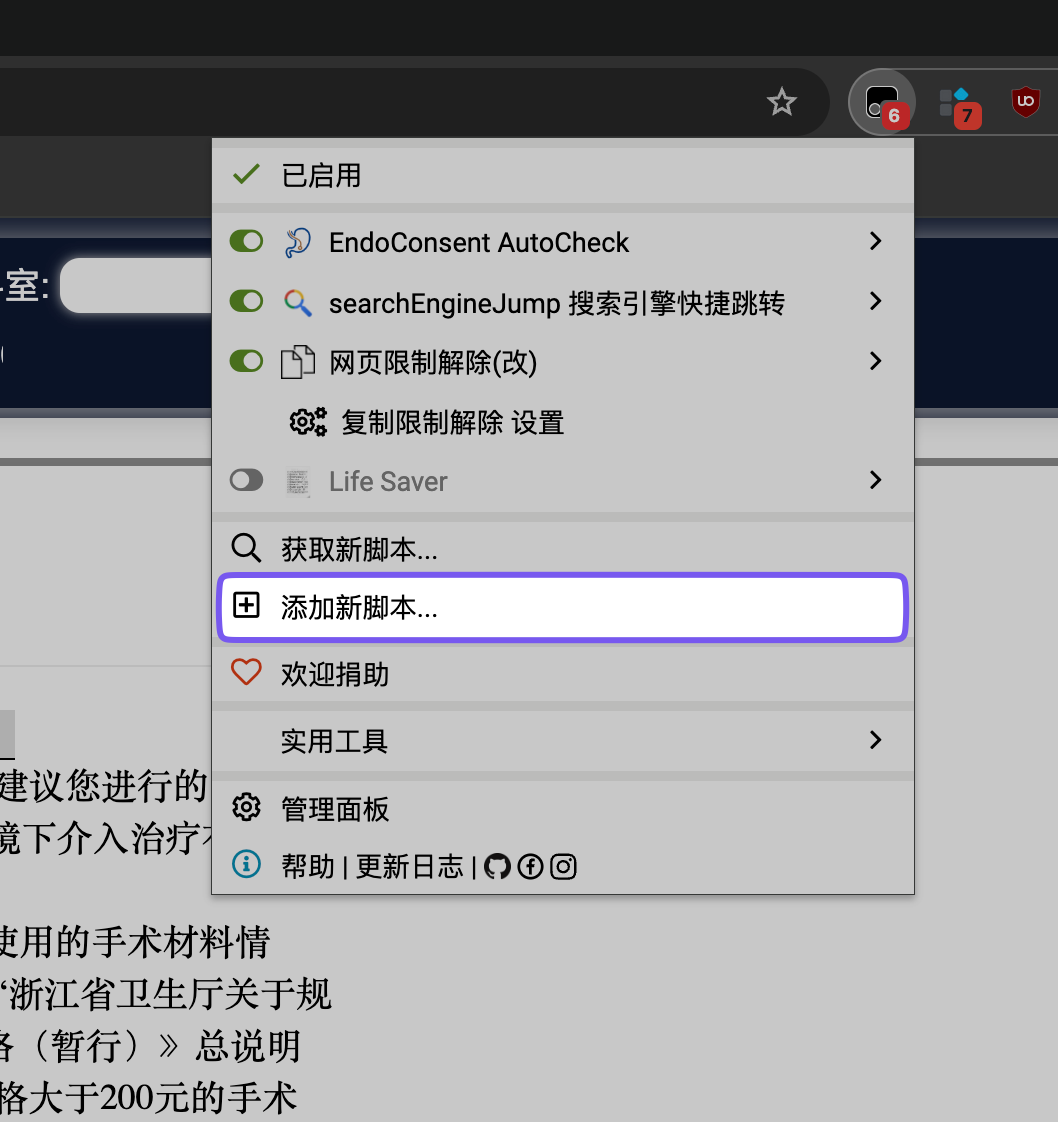 6
7
已启用
室:
EndoConsent AutoCheck
searchEngineJump 搜索引擎快捷跳转
网页限制解除(改)
复制限制解除 设置
Life Saver
获取新脚本...
添加新脚本...
欢迎捐助
实用工具
建议您进行的
镜下介入治疗
管理面板
帮助 | 更新日志 |
使用的手术材料情
“浙江省卫生厅关于规
格（暂行）》总说明
格大于200元的手术